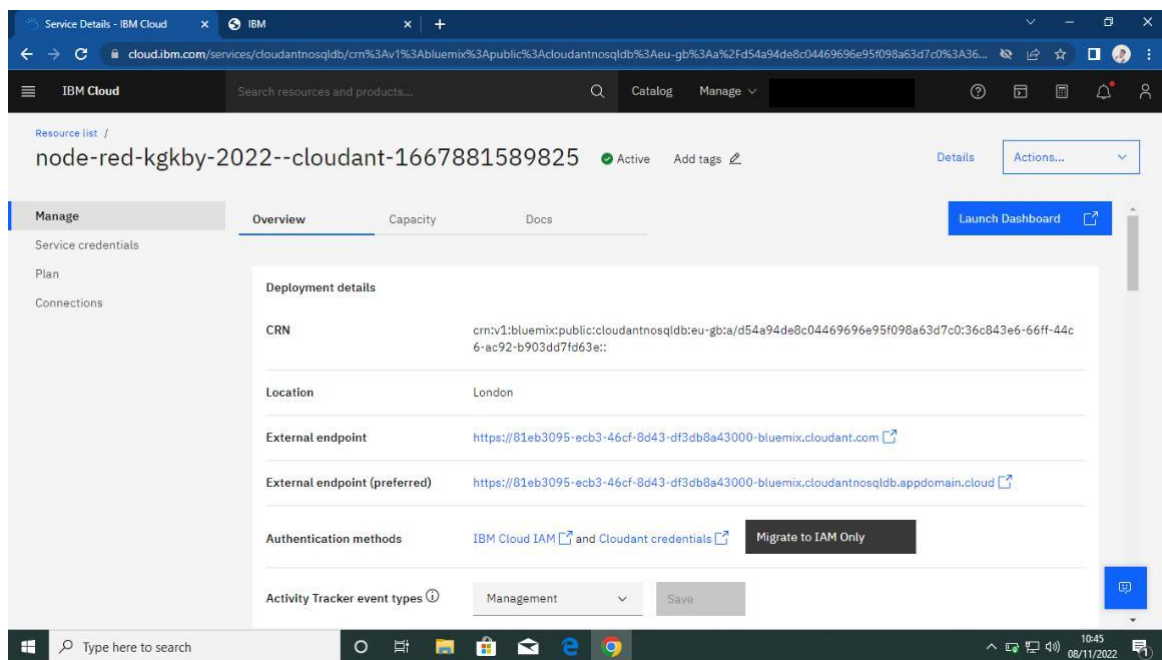 Service Details - IBM Cloud
IBM
cloud.ibm.com/services/cloudantnosqldb/crn%3Av1%3Abluemix%3Apublic%3Acloudantnosqldb%3Aeu-gb%3Aa%2Fd54a94de8c04469696e95f098a63d7c0%3A36...
IBM Cloud Search resources and products... Catalog Manage
Resource list /
node-red-kgkby-2022--cloudant-1667881589825 Active Add tags Details Actions...
Manage Overview Capacity Docs Launch Dashboard
Service credentials
Plan
Connections
Deployment details
CRN crn:v1:bluemix:public:cloudantnosqldb:eu-gb:a/d54a94de8c04469696e95f098a63d7c0:36c843e6-66ff-44c
6-ac92-b903dd7fd63e::
Location London
External endpoint https://81eb3095-ecb3-46cf-8d43-df3db8a43000-bluemix.cloudant.com
External endpoint (preferred) https://81eb3095-ecb3-46cf-8d43-df3db8a43000-bluemix.cloudantnosqldb.appdomain.cloud
Authentication methods IBM Cloud IAM and Cloudant credentials Migrate to IAM Only
Activity Tracker event types Management Save
Type here to search 10:45
08/11/2022